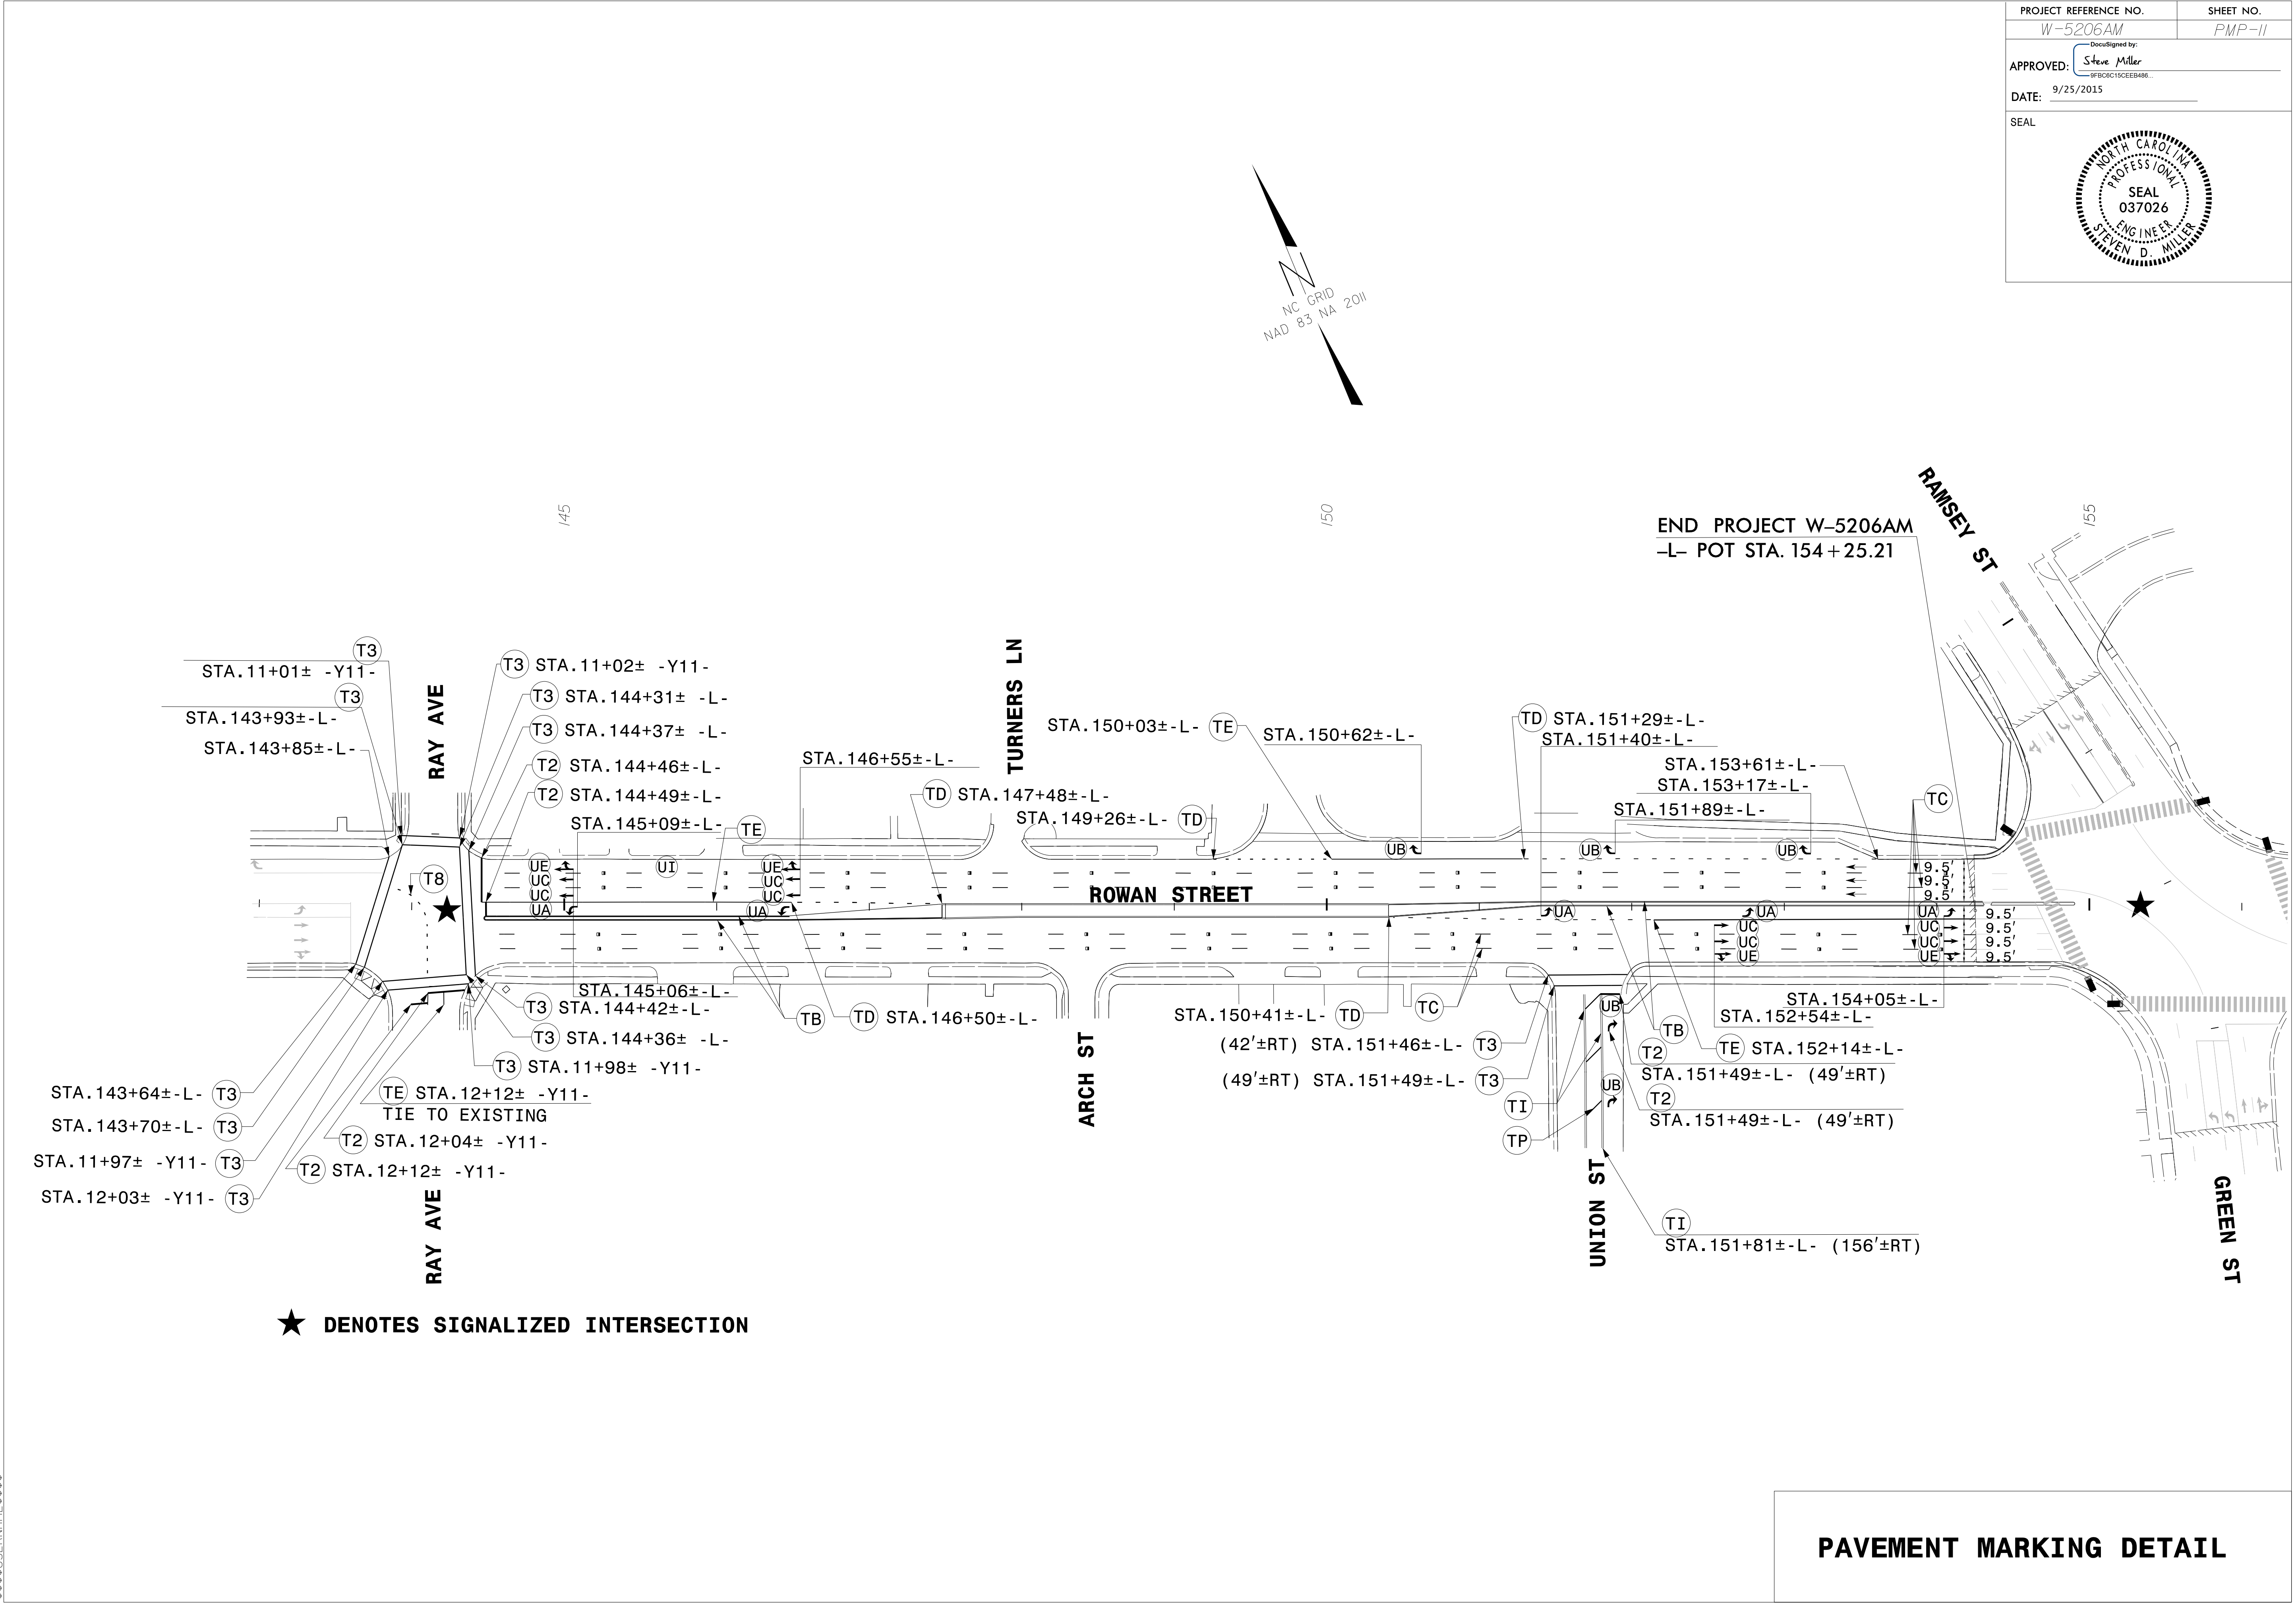 PROJECT REFERENCE NO. SHEET NO.
W-5206AM PMP-11
DocuSigned by:
APPROVED: Steve Miller
9FBC6C15CEEB486...
DATE: 9/25/2015
SEAL
NORTH CAROLINA
PROFESSIONAL
SEAL
037026
ENGINEER
STEVEN D. MILLER
N
NC GRID
NAD 83 NA 2011
145
150
155
RAMSEY ST
END PROJECT W–5206AM
–L– POT STA. 154+25.21
T3
STA.11+01± -Y11-
T3
STA.143+93±-L-
STA.143+85±-L-
RAY AVE
T3 STA.11+02± -Y11-
T3 STA.144+31± -L-
T3 STA.144+37± -L-
T2 STA.144+46±-L-
T2 STA.144+49±-L-
STA.145+09±-L-
TE
STA.146+55±-L-
TD STA.147+48±-L-
STA.149+26±-L- TD
TURNERS LN
STA.150+03±-L- TE
STA.150+62±-L-
TD STA.151+29±-L-
STA.151+40±-L-
STA.153+61±-L-
STA.153+17±-L-
STA.151+89±-L-
TC
UB
UB
UB
T8
UE
UC
UC
UA
UI
UE
UC
UC
UA
ROWAN STREET
9.5'
9.5'
9.5'
UA
UA
UA
9.5'
UC
UC
9.5'
UC
UC
9.5'
UE
UE
9.5'
STA.145+06±-L-
T3 STA.144+42±-L-
T3 STA.144+36± -L-
T3 STA.11+98± -Y11-
TB
TD STA.146+50±-L-
ARCH ST
STA.150+41±-L- TD
TC
(42'±RT) STA.151+46±-L- T3
(49'±RT) STA.151+49±-L- T3
TI
TP
UB
UB
STA.154+05±-L-
STA.152+54±-L-
TB
TE STA.152+14±-L-
T2
STA.151+49±-L- (49'±RT)
T2
STA.151+49±-L- (49'±RT)
UNION ST
TI
STA.151+81±-L- (156'±RT)
GREEN ST
STA.143+64±-L- T3
STA.143+70±-L- T3
STA.11+97± -Y11- T3
STA.12+03± -Y11- T3
TE STA.12+12± -Y11-
TIE TO EXISTING
T2 STA.12+04± -Y11-
T2 STA.12+12± -Y11-
RAY AVE
★ DENOTES SIGNALIZED INTERSECTION
PAVEMENT MARKING DETAIL